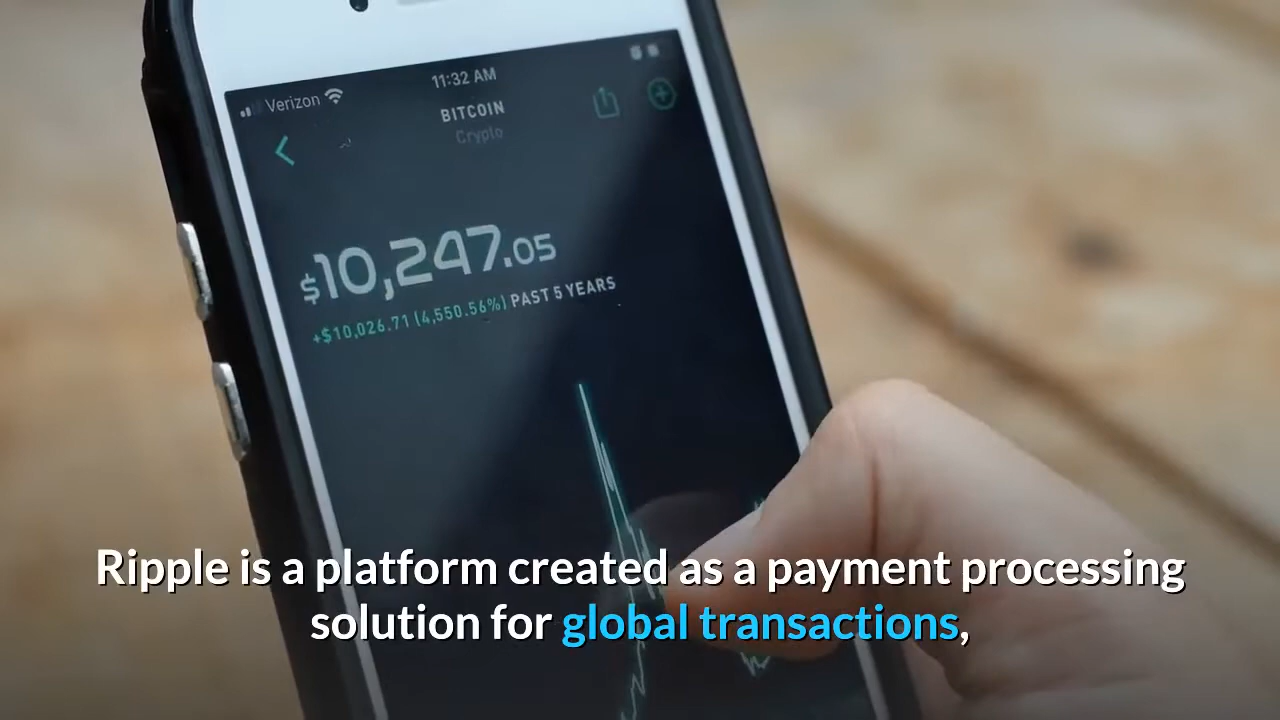 11:32 AM
Verizon
BITCOIN
Crypto
$10,247.05
+$10,026.71 (4,550.56%) PAST 5 YEARS
Ripple is a platform created as a payment processing
solution for global transactions,